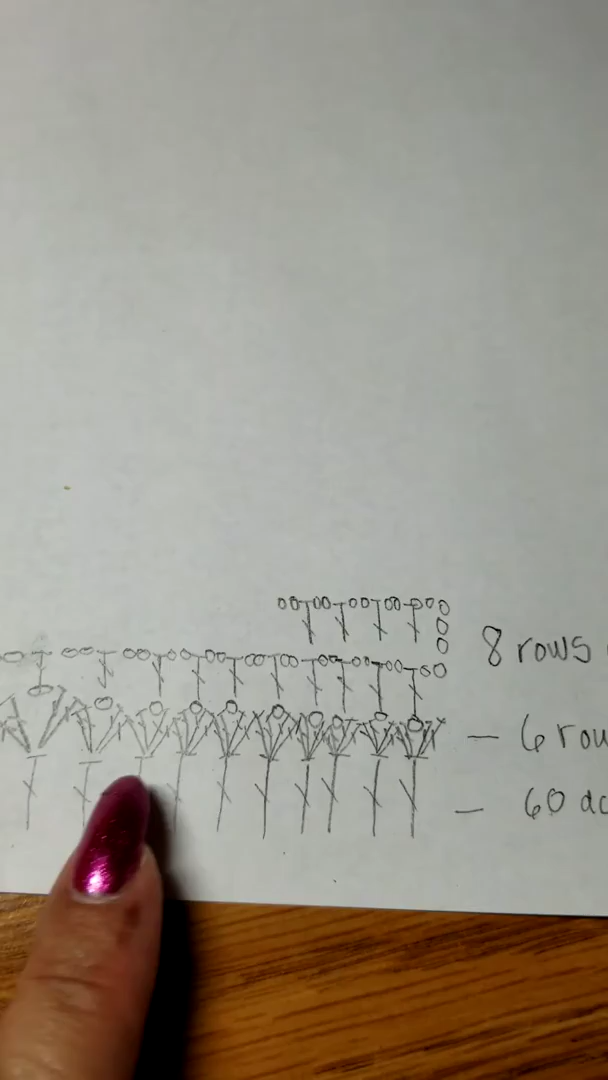 8 rows
— 6 rou
— 60 dc